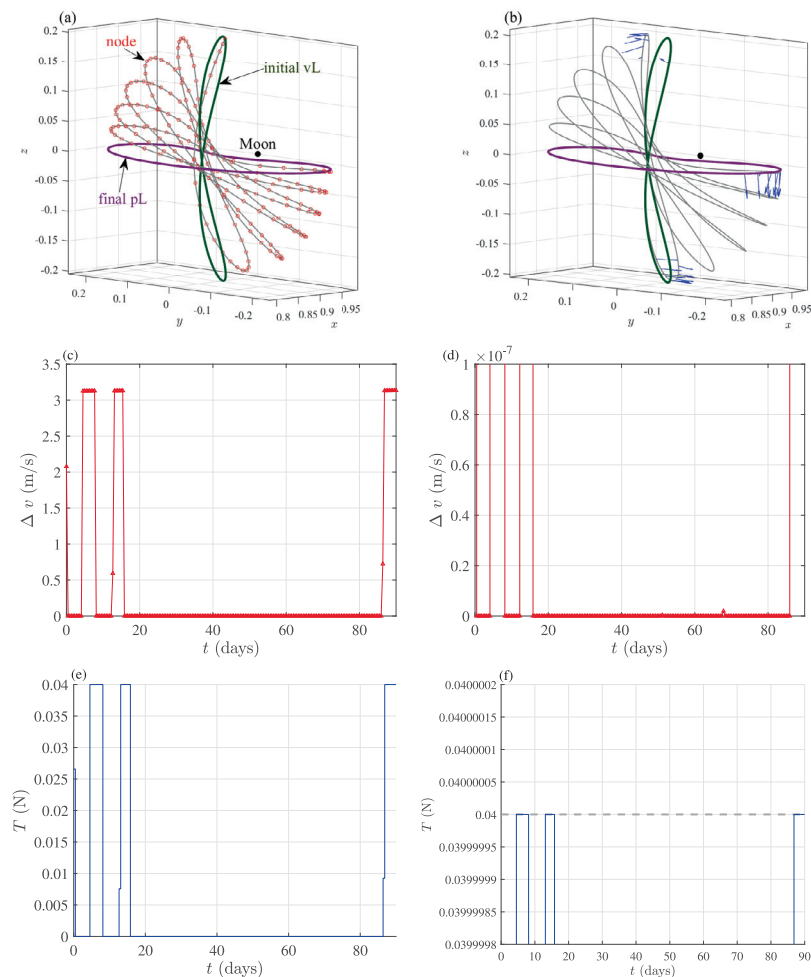 (a)
node
initial vL
Moon
final pL
z
0.2
0.15
0.1
0.05
0
-0.05
-0.1
-0.15
-0.2
0.2
0.1
0
-0.1
-0.2
y
0.8
0.85
0.9
0.95
x
(b)
z
0.2
0.15
0.1
0.05
0
-0.05
-0.1
-0.15
-0.2
0.2
0.1
0
-0.1
-0.2
y
0.8
0.85
0.9
0.95
x
(c)
Δ v (m/s)
3.5
3
2.5
2
1.5
1
0.5
0
0 20 40 60 80
t (days)
(d)
×10⁻⁷
Δ v (m/s)
1
0.8
0.6
0.4
0.2
0
0 20 40 60 80
t (days)
(e)
T (N)
0.04
0.035
0.03
0.025
0.02
0.015
0.01
0.005
0
0 20 40 60 80
t (days)
(f)
T (N)
0.0400002
0.04000015
0.0400001
0.04000005
0.04
0.03999995
0.0399999
0.03999985
0.0399998
0 10 20 30 40 50 60 70 80 90
t (days)